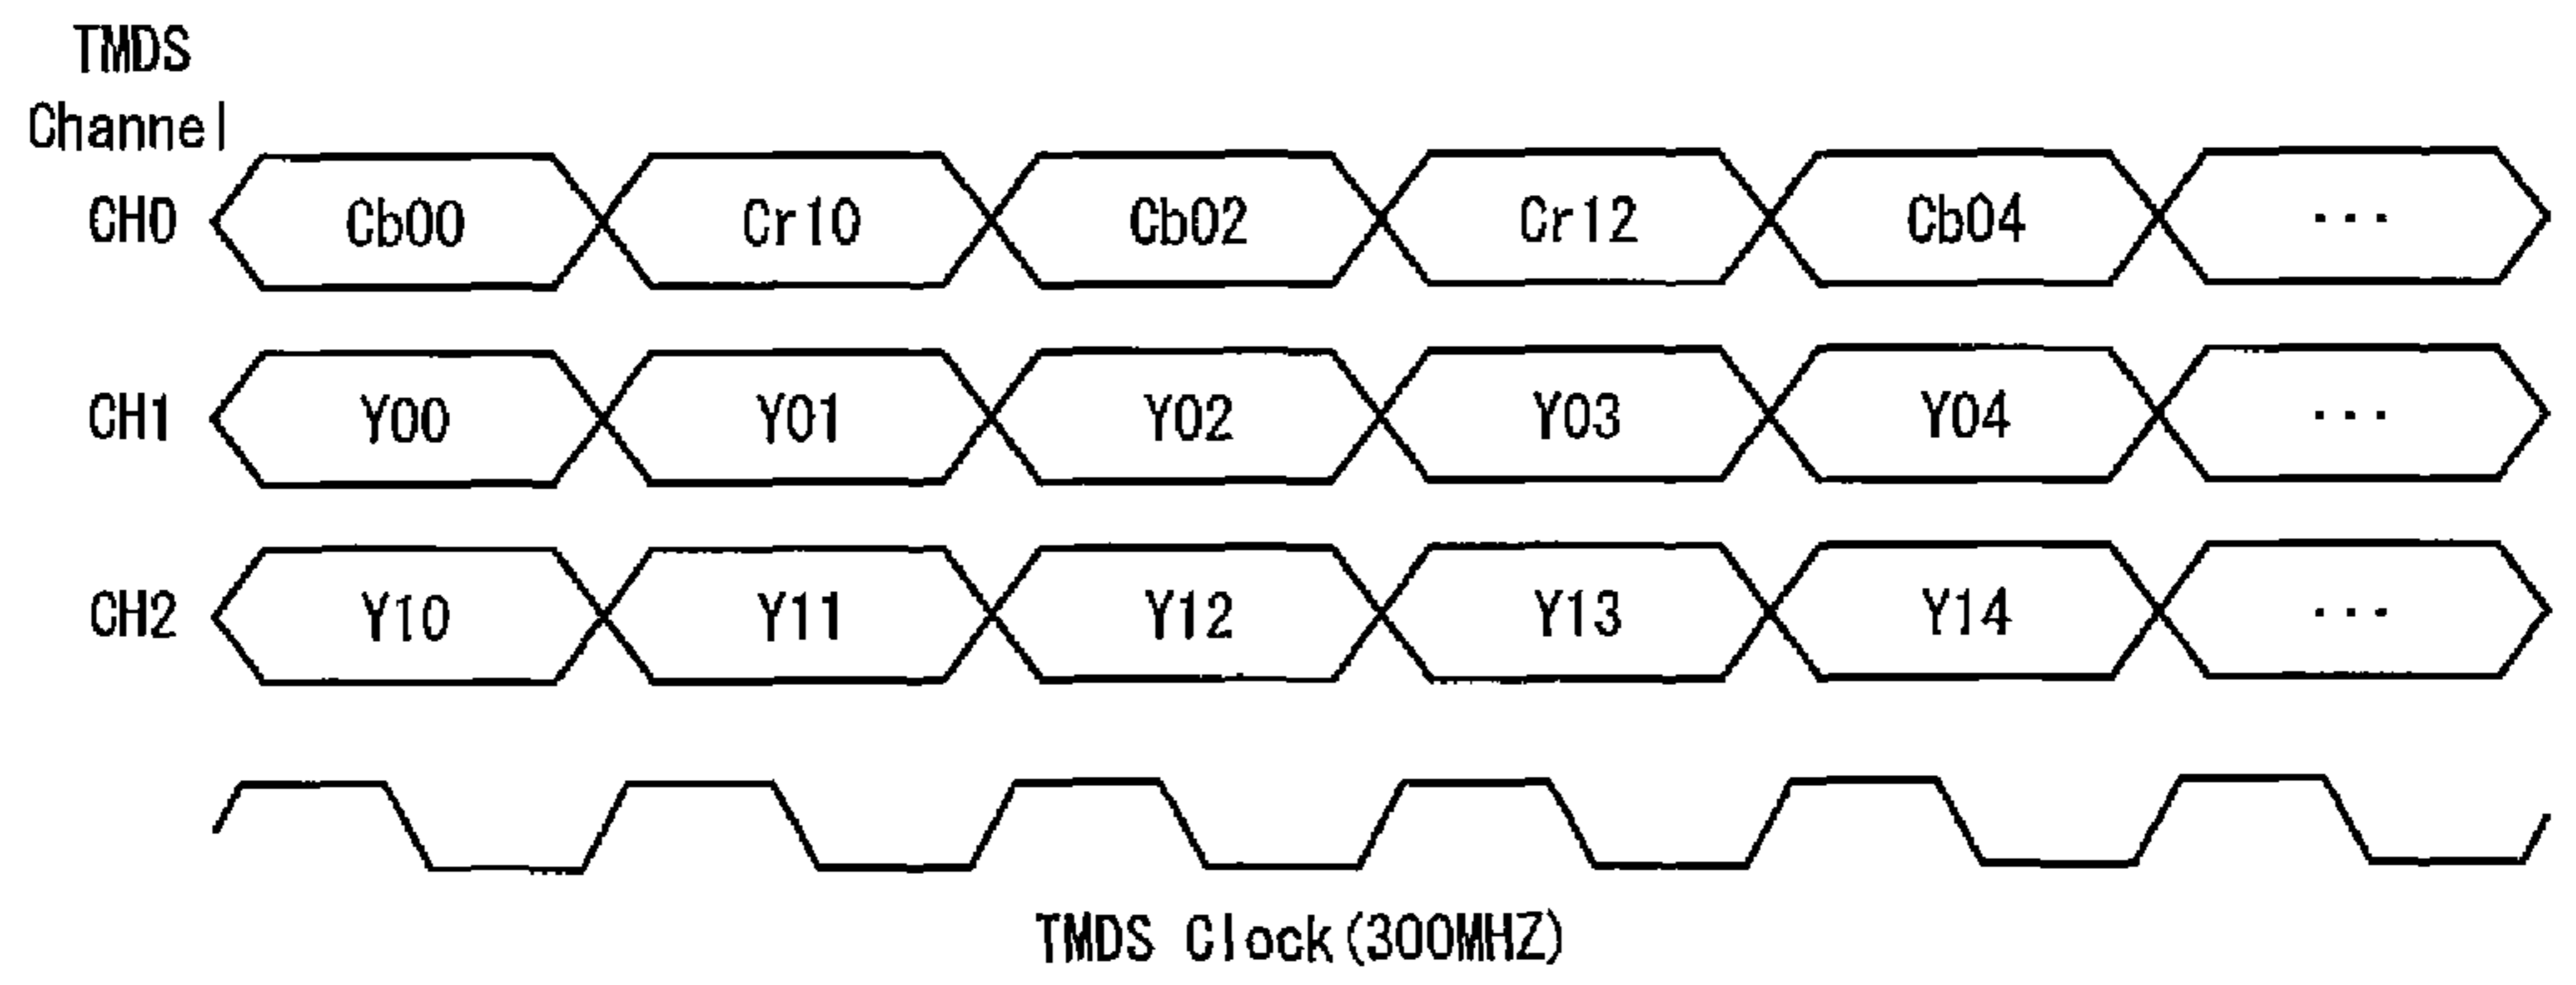 TMDS
Channel
CH0 Cb00 Cr10 Cb02 Cr12 Cb04 ...
CH1 Y00 Y01 Y02 Y03 Y04 ...
CH2 Y10 Y11 Y12 Y13 Y14 ...
TMDS Clock(300MHZ)